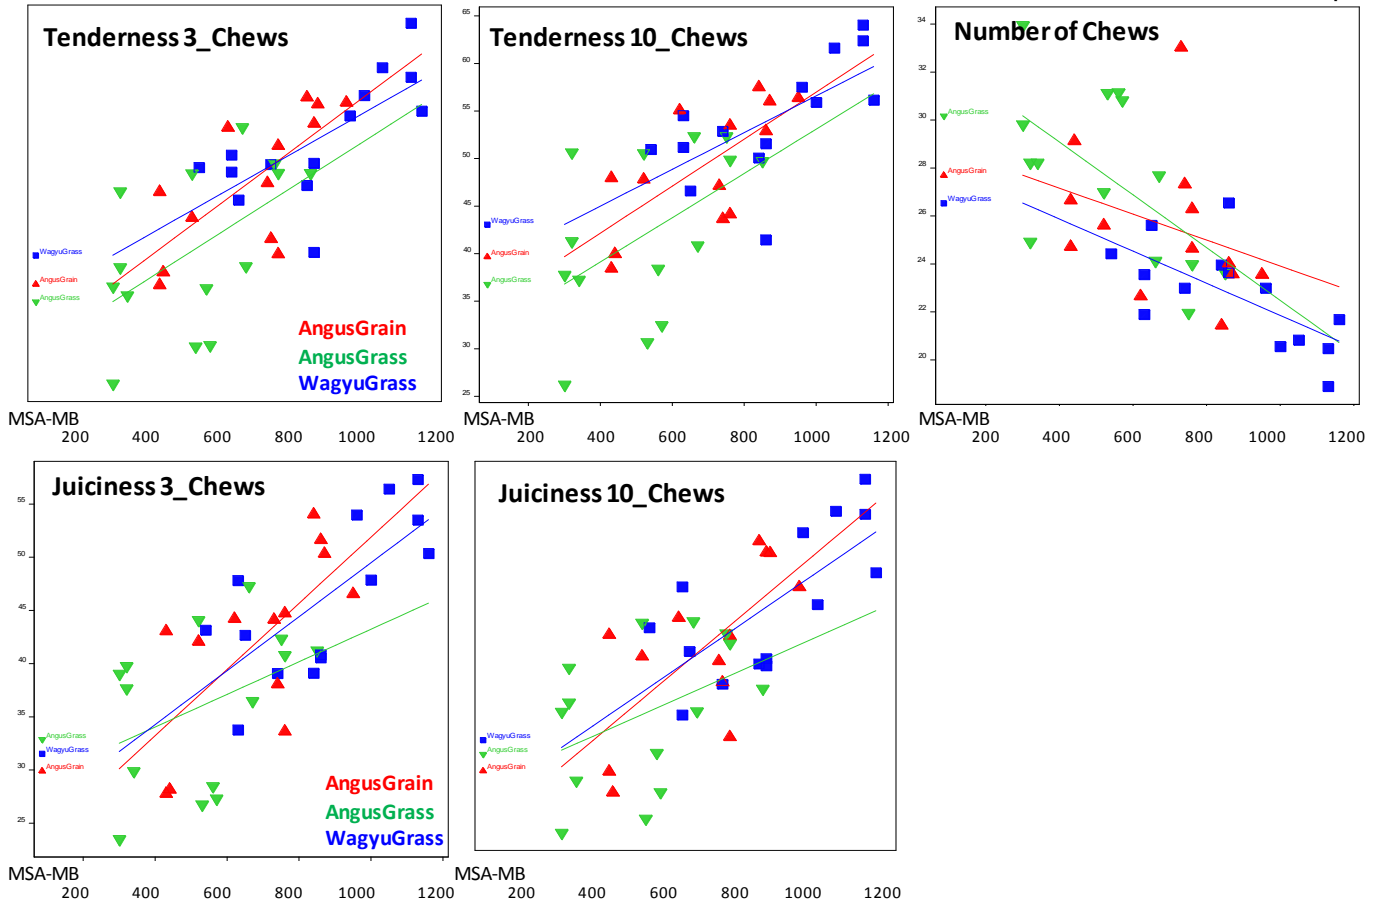 Tenderness 3_Chews
WagyuGrass
AngusGrain
AngusGrass
AngusGrain
AngusGrass
WagyuGrass
MSA-MB
200 400 600 800 1000 1200
Tenderness 10_Chews
65
60
55
50
45
40
35
30
25
WagyuGrass
AngusGrain
AngusGrass
MSA-MB
200 400 600 800 1000 1200
Number of Chews
34
32
30
28
26
24
22
20
AngusGrass
AngusGrain
WagyuGrass
200 400 600 800 1000 1200
Juiciness 3_Chews
55
50
45
40
35
30
25
AngusGrass
WagyuGrass
AngusGrain
AngusGrain
AngusGrass
WagyuGrass
MSA-MB
200 400 600 800 1000 1200
Juiciness 10_Chews
WagyuGrass
AngusGrass
AngusGrain
MSA-MB
200 400 600 800 1000 1200